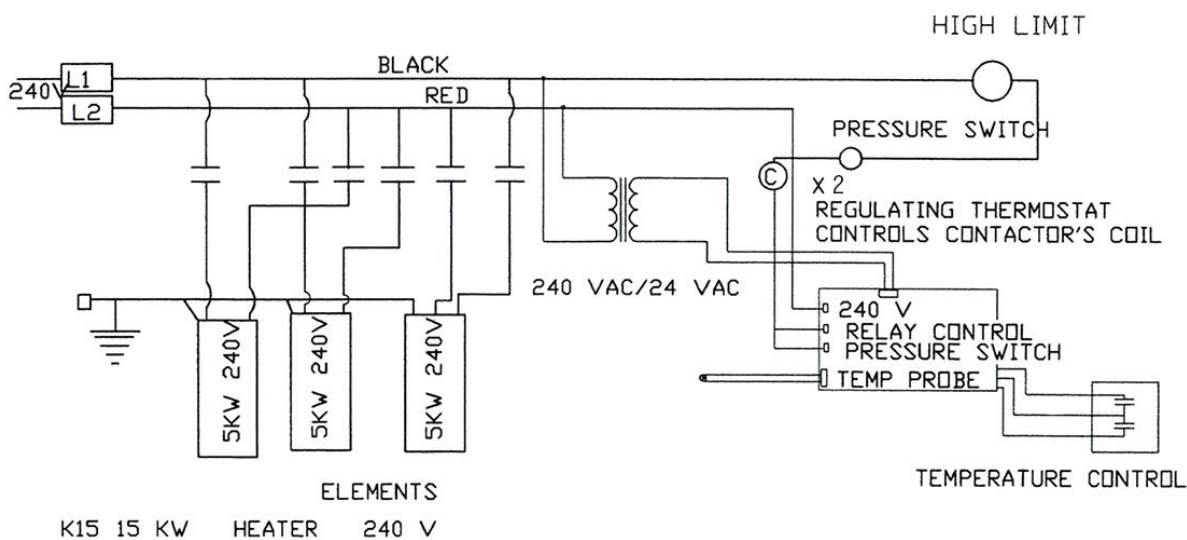 HIGH LIMIT
L1
BLACK
240V
L2
RED
PRESSURE SWITCH
C
X2
REGULATING THERMOSTAT
CONTROLS CONTACTOR'S COIL
240 VAC/24 VAC
240 V
RELAY CONTROL
PRESSURE SWITCH
TEMP PROBE
5KW 240V
5KW 240V
5KW 240V
TEMPERATURE CONTROL
ELEMENTS
K15 15 KW HEATER 240 V